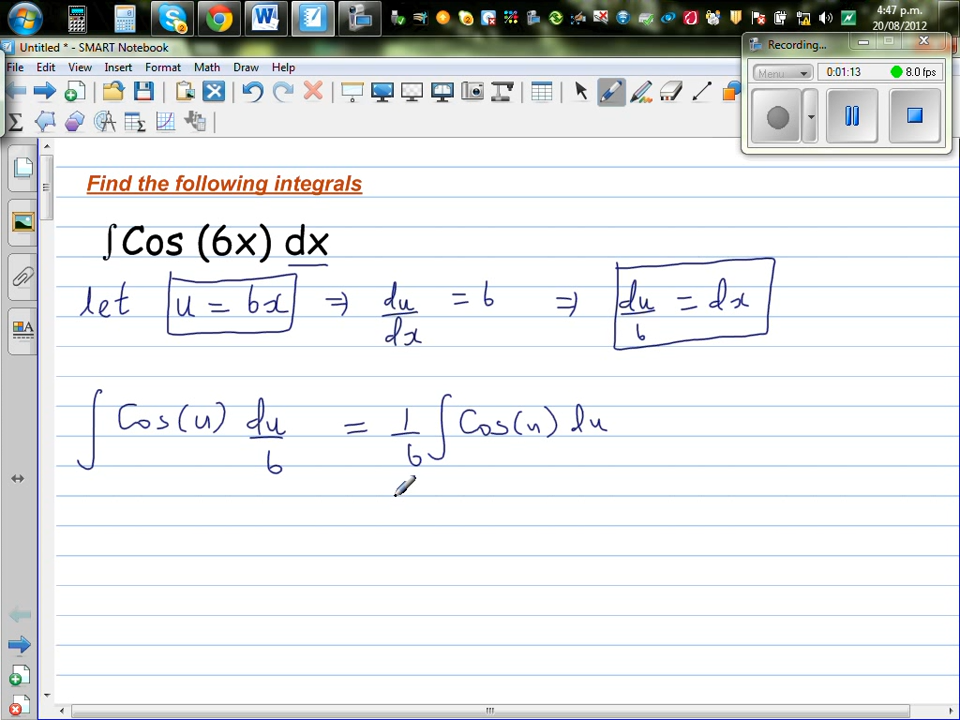 4:47 p.m.
20/08/2012
Untitled * - SMART Notebook
Recording...
File Edit View Insert Format Math Draw Help
Menu 0:01:13 8.0 fps
Find the following integrals
∫Cos (6x) dx
let u = 6x ⇒ du/dx = 6 ⇒ du/6 = dx
∫ Cos(u) du/6 = 1/6 ∫ Cos(u) du